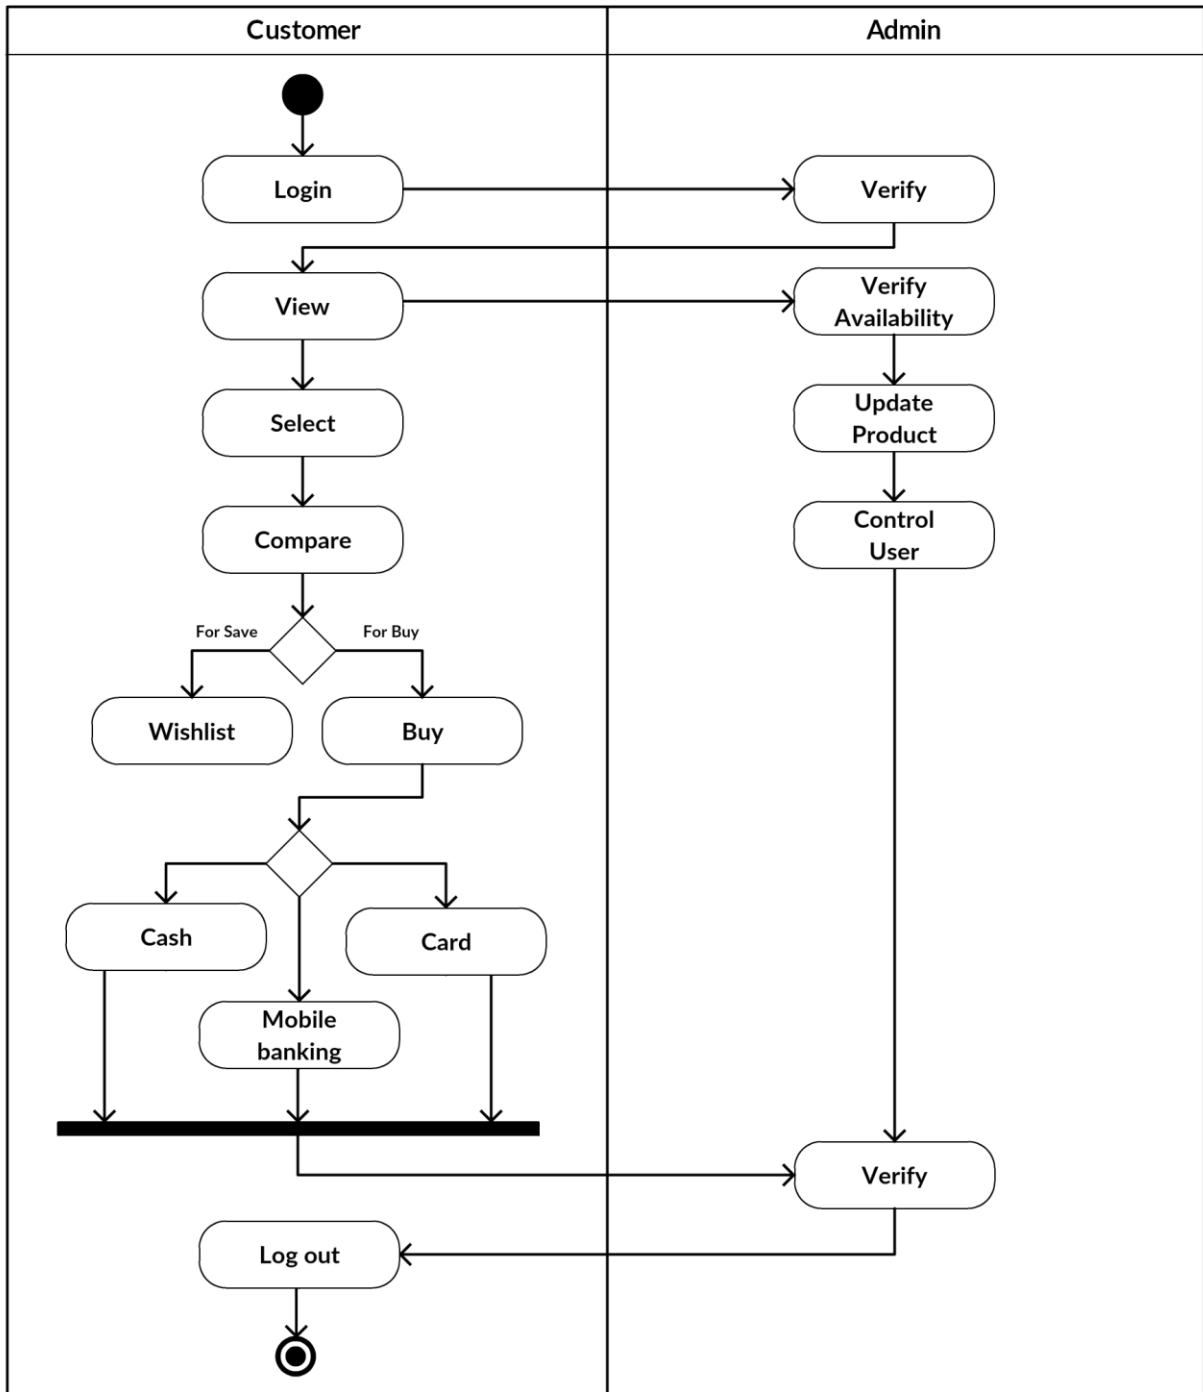 Customer
Admin
Login
Verify
View
Verify
Availability
Select
Update
Product
Compare
Control
User
For Save
For Buy
Wishlist
Buy
Cash
Card
Mobile
banking
Verify
Log out